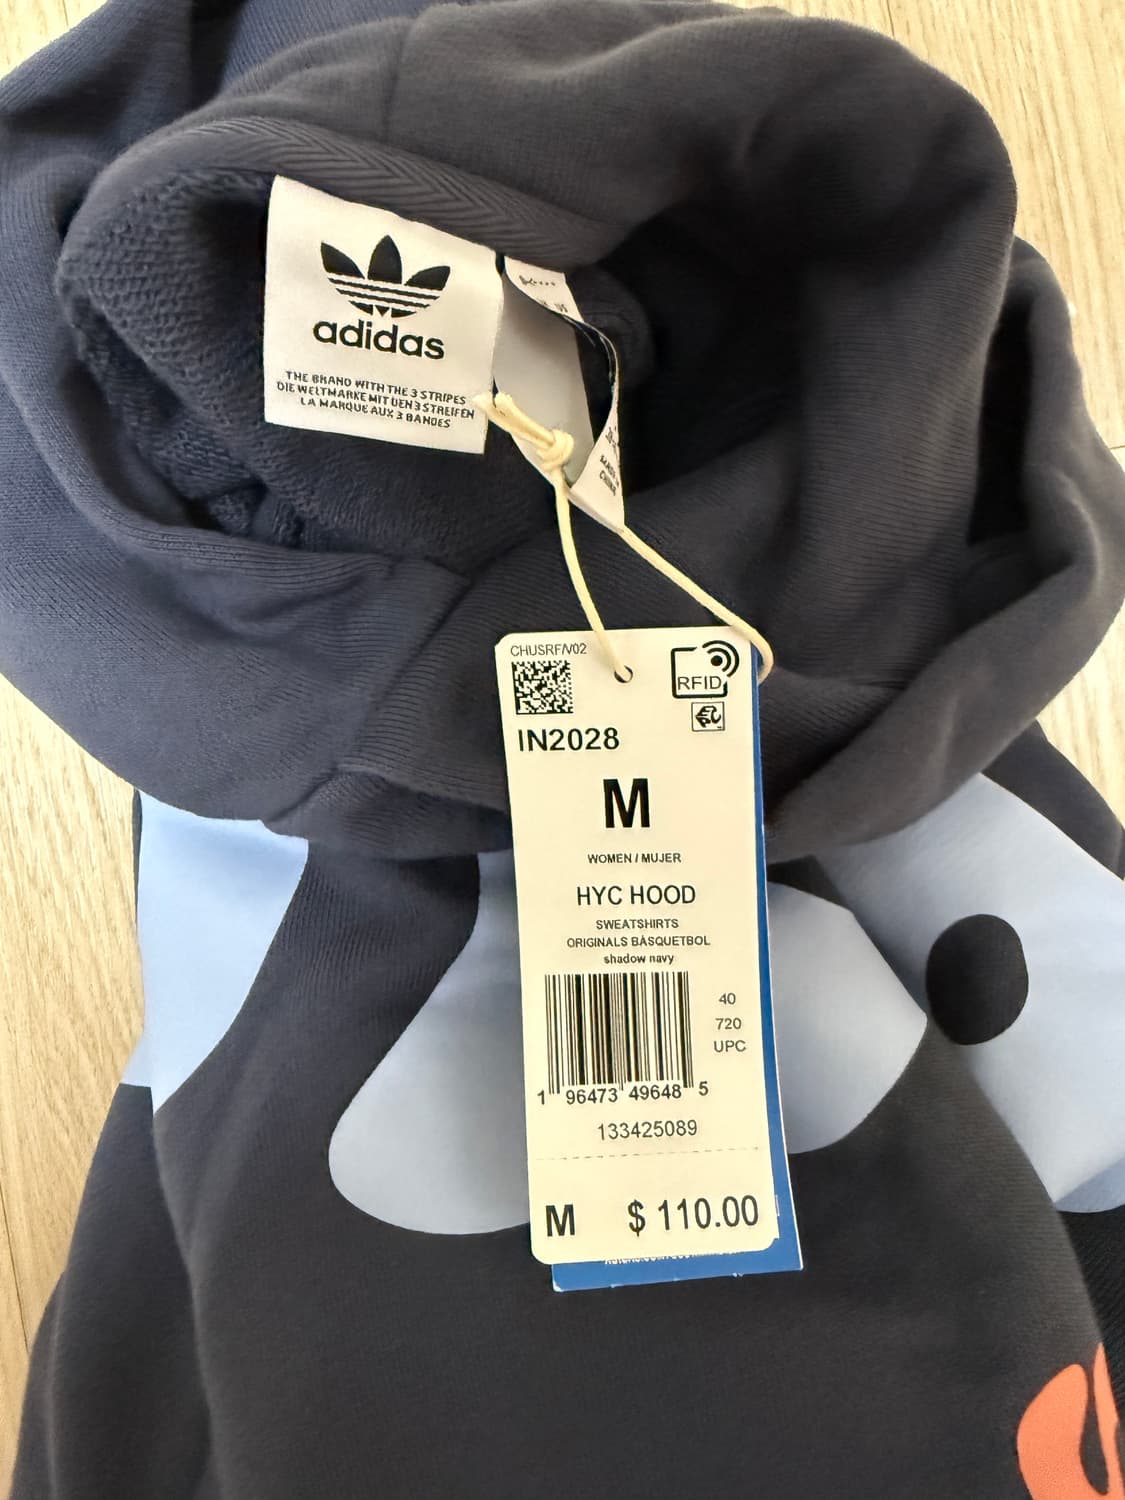 adidas
THE BRAND WITH THE 3 STRIPES
DIE WELTMARKE MIT DEN 3 STREIFEN
LA MARQUE AUX 3 BANDES
MADE
CHINA
CHUSRF/V02
RFID
IN2028
M
WOMEN / MUJER
HYC HOOD
SWEATSHIRTS
ORIGINALS BÁSQUETBOL
shadow navy
40
720
UPC
1 96473 49648 5
133425089
M $ 110.00